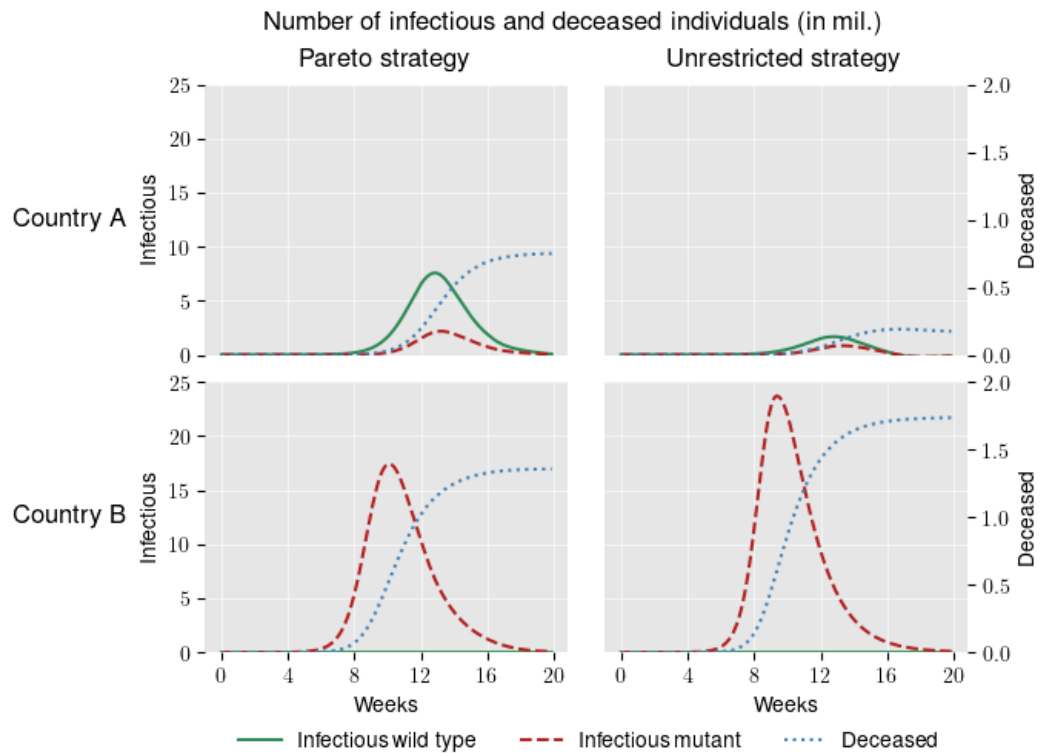 Number of infectious and deceased individuals (in mil.)
Pareto strategy
Unrestricted strategy
Country A
Infectious
25
20
15
10
5
0
2.0
1.5
1.0
0.5
0.0
Deceased
Country B
Infectious
25
20
15
10
5
0
2.0
1.5
1.0
0.5
0.0
Deceased
0 4 8 12 16 20
0 4 8 12 16 20
Weeks
Weeks
Infectious wild type
Infectious mutant
Deceased